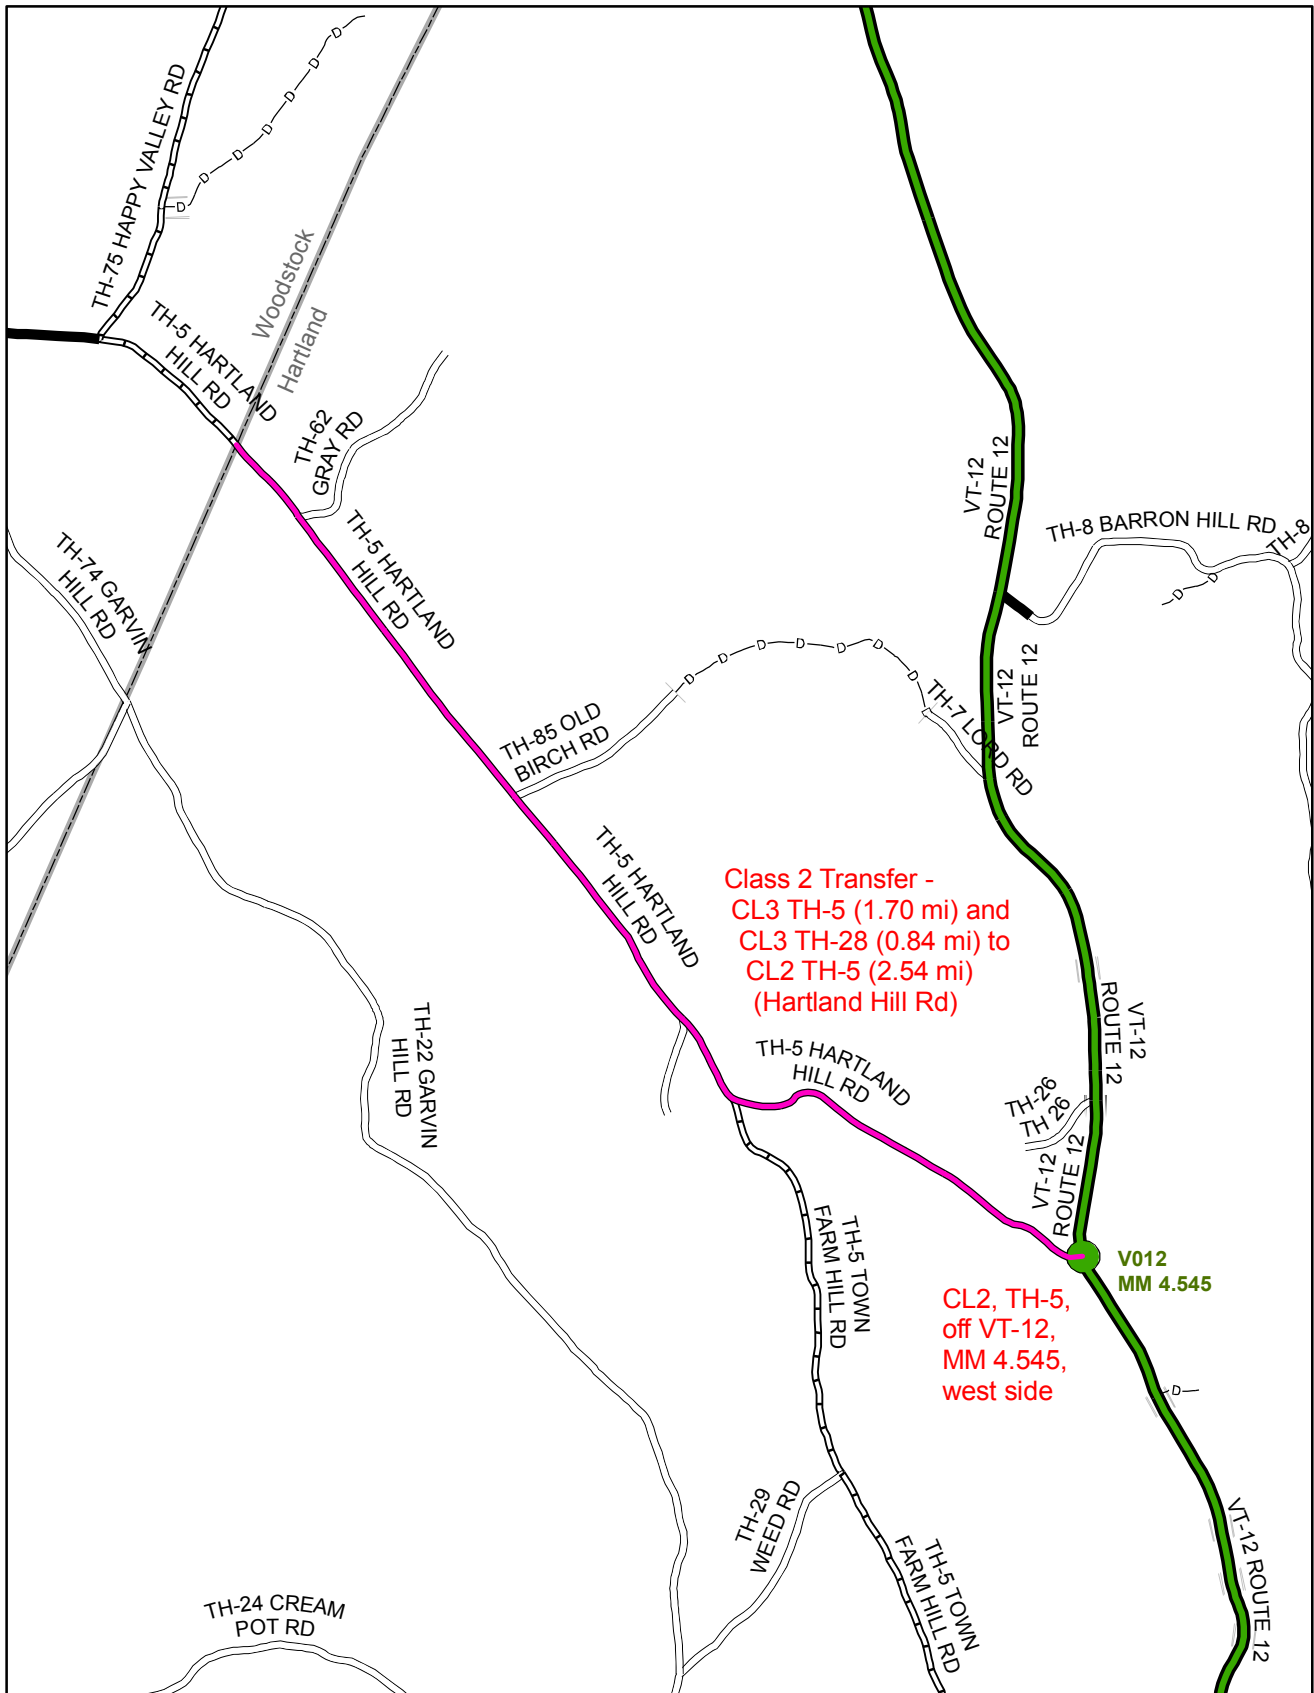 TH-75 HAPPY VALLEY RD
D
D
D
D
D
D
D
Woodstock
Hartland
TH-5 HARTLAND
HILL RD
TH-62
GRAY RD
TH-74 GARVIN
HILL RD
TH-5 HARTLAND
HILL RD
VT-12
ROUTE 12
TH-8 BARRON HILL RD
TH-8
D
D
VT-12
ROUTE 12
D
D
D
D
D
D
D
TH-7 LORD RD
TH-85 OLD
BIRCH RD
TH-5 HARTLAND
HILL RD
Class 2 Transfer -
CL3 TH-5 (1.70 mi) and
CL3 TH-28 (0.84 mi) to
CL2 TH-5 (2.54 mi)
(Hartland Hill Rd)
VT-12
ROUTE 12
TH-22 GARVIN
HILL RD
TH-5 HARTLAND
HILL RD
TH-26
TH 26
VT-12
ROUTE 12
V012
MM 4.545
TH-5 TOWN
FARM HILL RD
CL2, TH-5,
off VT-12,
MM 4.545,
west side
D
TH-29
WEED RD
TH-5 TOWN
FARM HILL RD
VT-12 ROUTE 12
TH-24 CREAM
POT RD